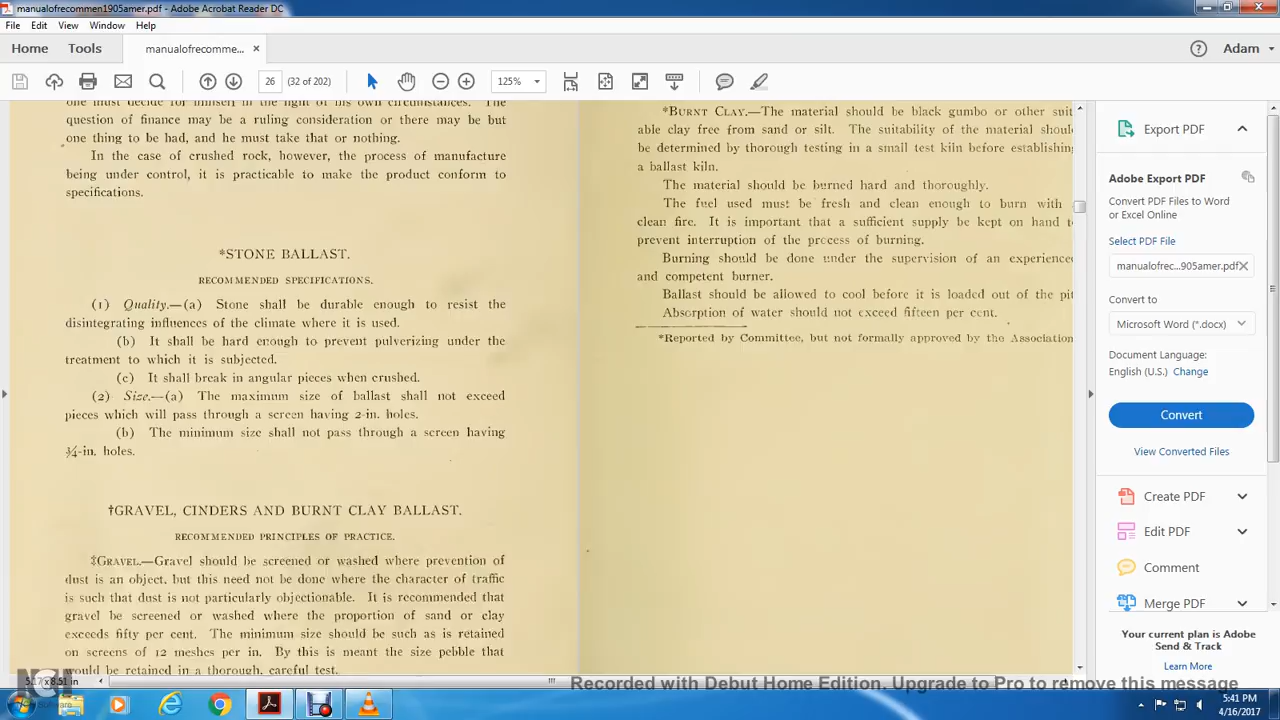 manualofrecommen1905amer.pdf - Adobe Acrobat Reader DC
File Edit View Window Help
Home Tools manualofrecomme... × Adam
26 (32 of 202) 125%
one must decide for himself in the light of his own circumstances. The
question of finance may be a ruling consideration or there may be but
one thing to be had, and he must take that or nothing.
In the case of crushed rock, however, the process of manufacture
being under control, it is practicable to make the product conform to
specifications.
*STONE BALLAST.
RECOMMENDED SPECIFICATIONS.
(1) Quality.—(a) Stone shall be durable enough to resist the
disintegrating influences of the climate where it is used.
(b) It shall be hard enough to prevent pulverizing under the
treatment to which it is subjected.
(c) It shall break in angular pieces when crushed.
(2) Size.—(a) The maximum size of ballast shall not exceed
pieces which will pass through a screen having 2-in. holes.
(b) The minimum size shall not pass through a screen having
¾-in. holes.
†GRAVEL, CINDERS AND BURNT CLAY BALLAST.
RECOMMENDED PRINCIPLES OF PRACTICE.
‡GRAVEL.—Gravel should be screened or washed where prevention of
dust is an object, but this need not be done where the character of traffic
is such that dust is not particularly objectionable. It is recommended that
gravel be screened or washed where the proportion of sand or clay
exceeds fifty per cent. The minimum size should be such as is retained
on screens of 12 meshes per in. By this is meant the size pebble that
would be retained in a thorough, careful test.
*BURNT CLAY.—The material should be black gumbo or other suit
able clay free from sand or silt. The suitability of the material shoul
be determined by thorough testing in a small test kiln before establishing
a ballast kiln.
The material should be burned hard and thoroughly.
The fuel used must be fresh and clean enough to burn with
clean fire. It is important that a sufficient supply be kept on hand t
prevent interruption of the process of burning.
Burning should be done under the supervision of an experience
and competent burner.
Ballast should be allowed to cool before it is loaded out of the pit
Absorption of water should not exceed fifteen per cent.
*Reported by Committee, but not formally approved by the Association
Export PDF
Adobe Export PDF
Convert PDF Files to Word
or Excel Online
Select PDF File
manualofrec...905amer.pdf ×
Convert to
Microsoft Word (*.docx)
Document Language:
English (U.S.) Change
Convert
View Converted Files
Create PDF
Edit PDF
Comment
Merge PDF
Your current plan is Adobe
Send & Track
Learn More
5.17 x 8.51 in
Recorded with Debut Home Edition. Upgrade to Pro to remove this message
5:41 PM
4/16/2017